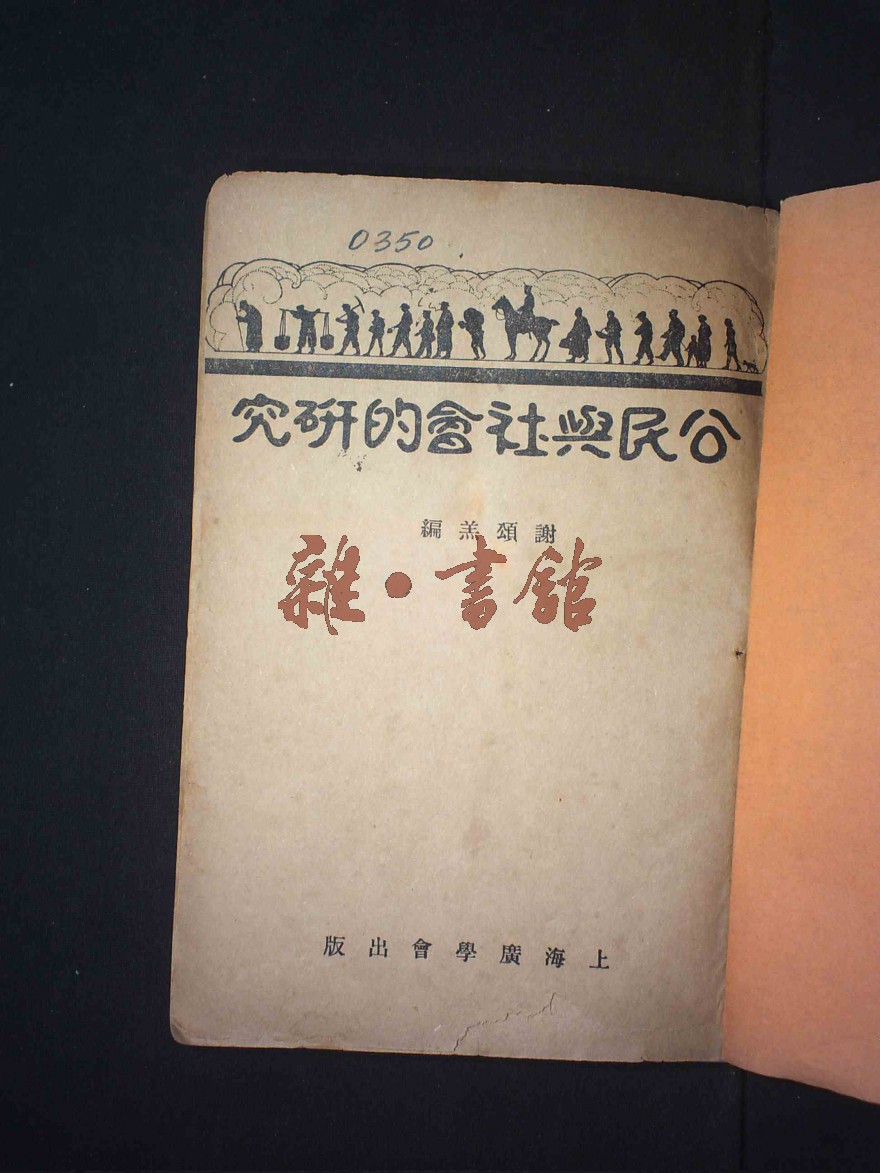 0350
公民與社會的研究
謝頌羔編
雜·書館
上海廣學會出版